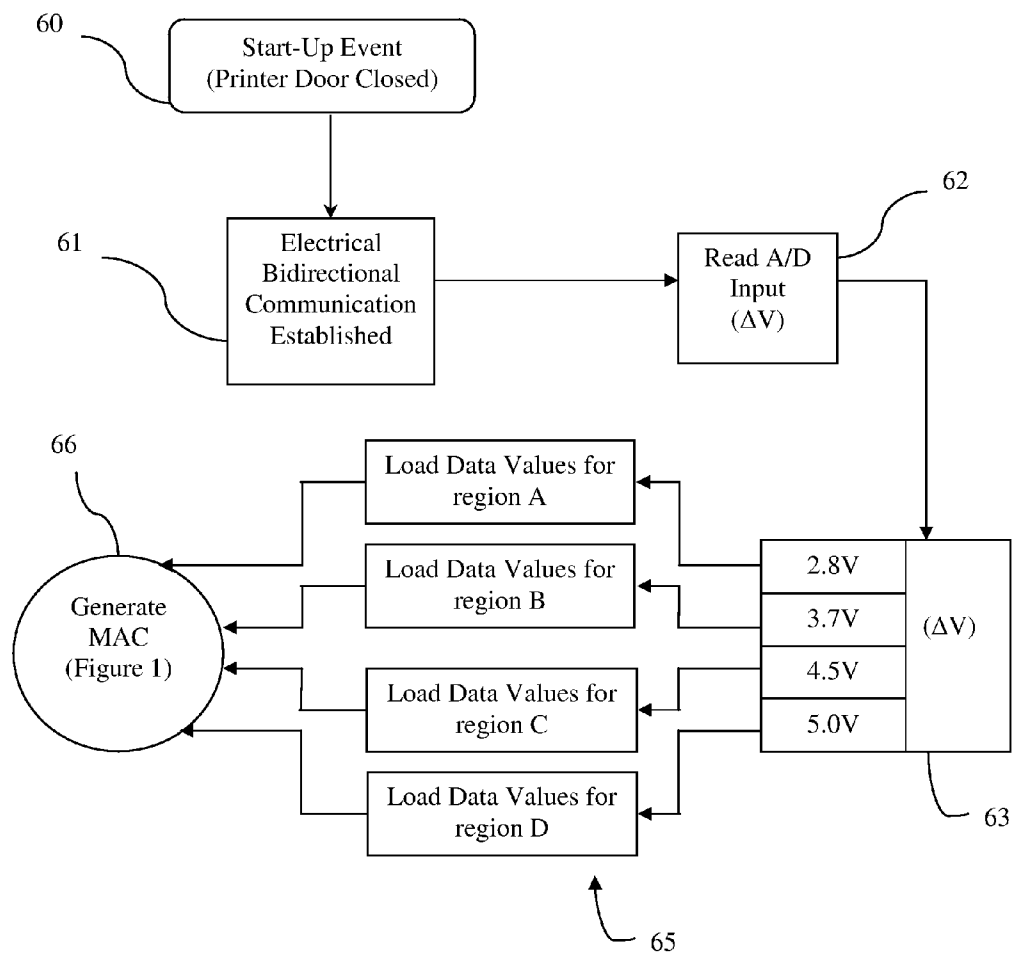 60
Start-Up Event
(Printer Door Closed)
62
61
Electrical
Bidirectional
Communication
Established
Read A/D
Input
(ΔV)
66
Load Data Values for
region A
Load Data Values for
region B
Load Data Values for
region C
Load Data Values for
region D
2.8V
3.7V
4.5V
5.0V
(ΔV)
Generate
MAC
(Figure 1)
63
65